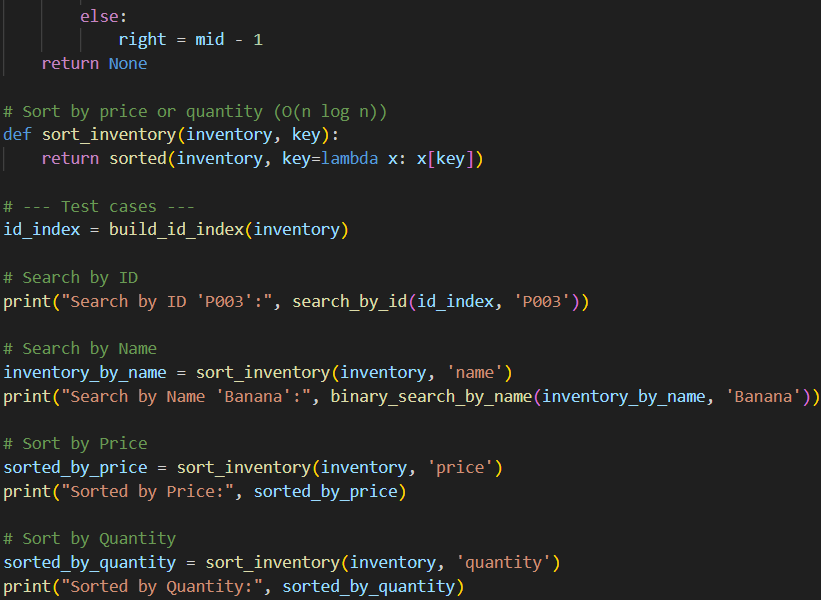 else:
            right = mid - 1
    return None

# Sort by price or quantity (O(n log n))
def sort_inventory(inventory, key):
    return sorted(inventory, key=lambda x: x[key])

# --- Test cases ---
id_index = build_id_index(inventory)

# Search by ID
print("Search by ID 'P003':", search_by_id(id_index, 'P003'))

# Search by Name
inventory_by_name = sort_inventory(inventory, 'name')
print("Search by Name 'Banana':", binary_search_by_name(inventory_by_name, 'Banana'))

# Sort by Price
sorted_by_price = sort_inventory(inventory, 'price')
print("Sorted by Price:", sorted_by_price)

# Sort by Quantity
sorted_by_quantity = sort_inventory(inventory, 'quantity')
print("Sorted by Quantity:", sorted_by_quantity)